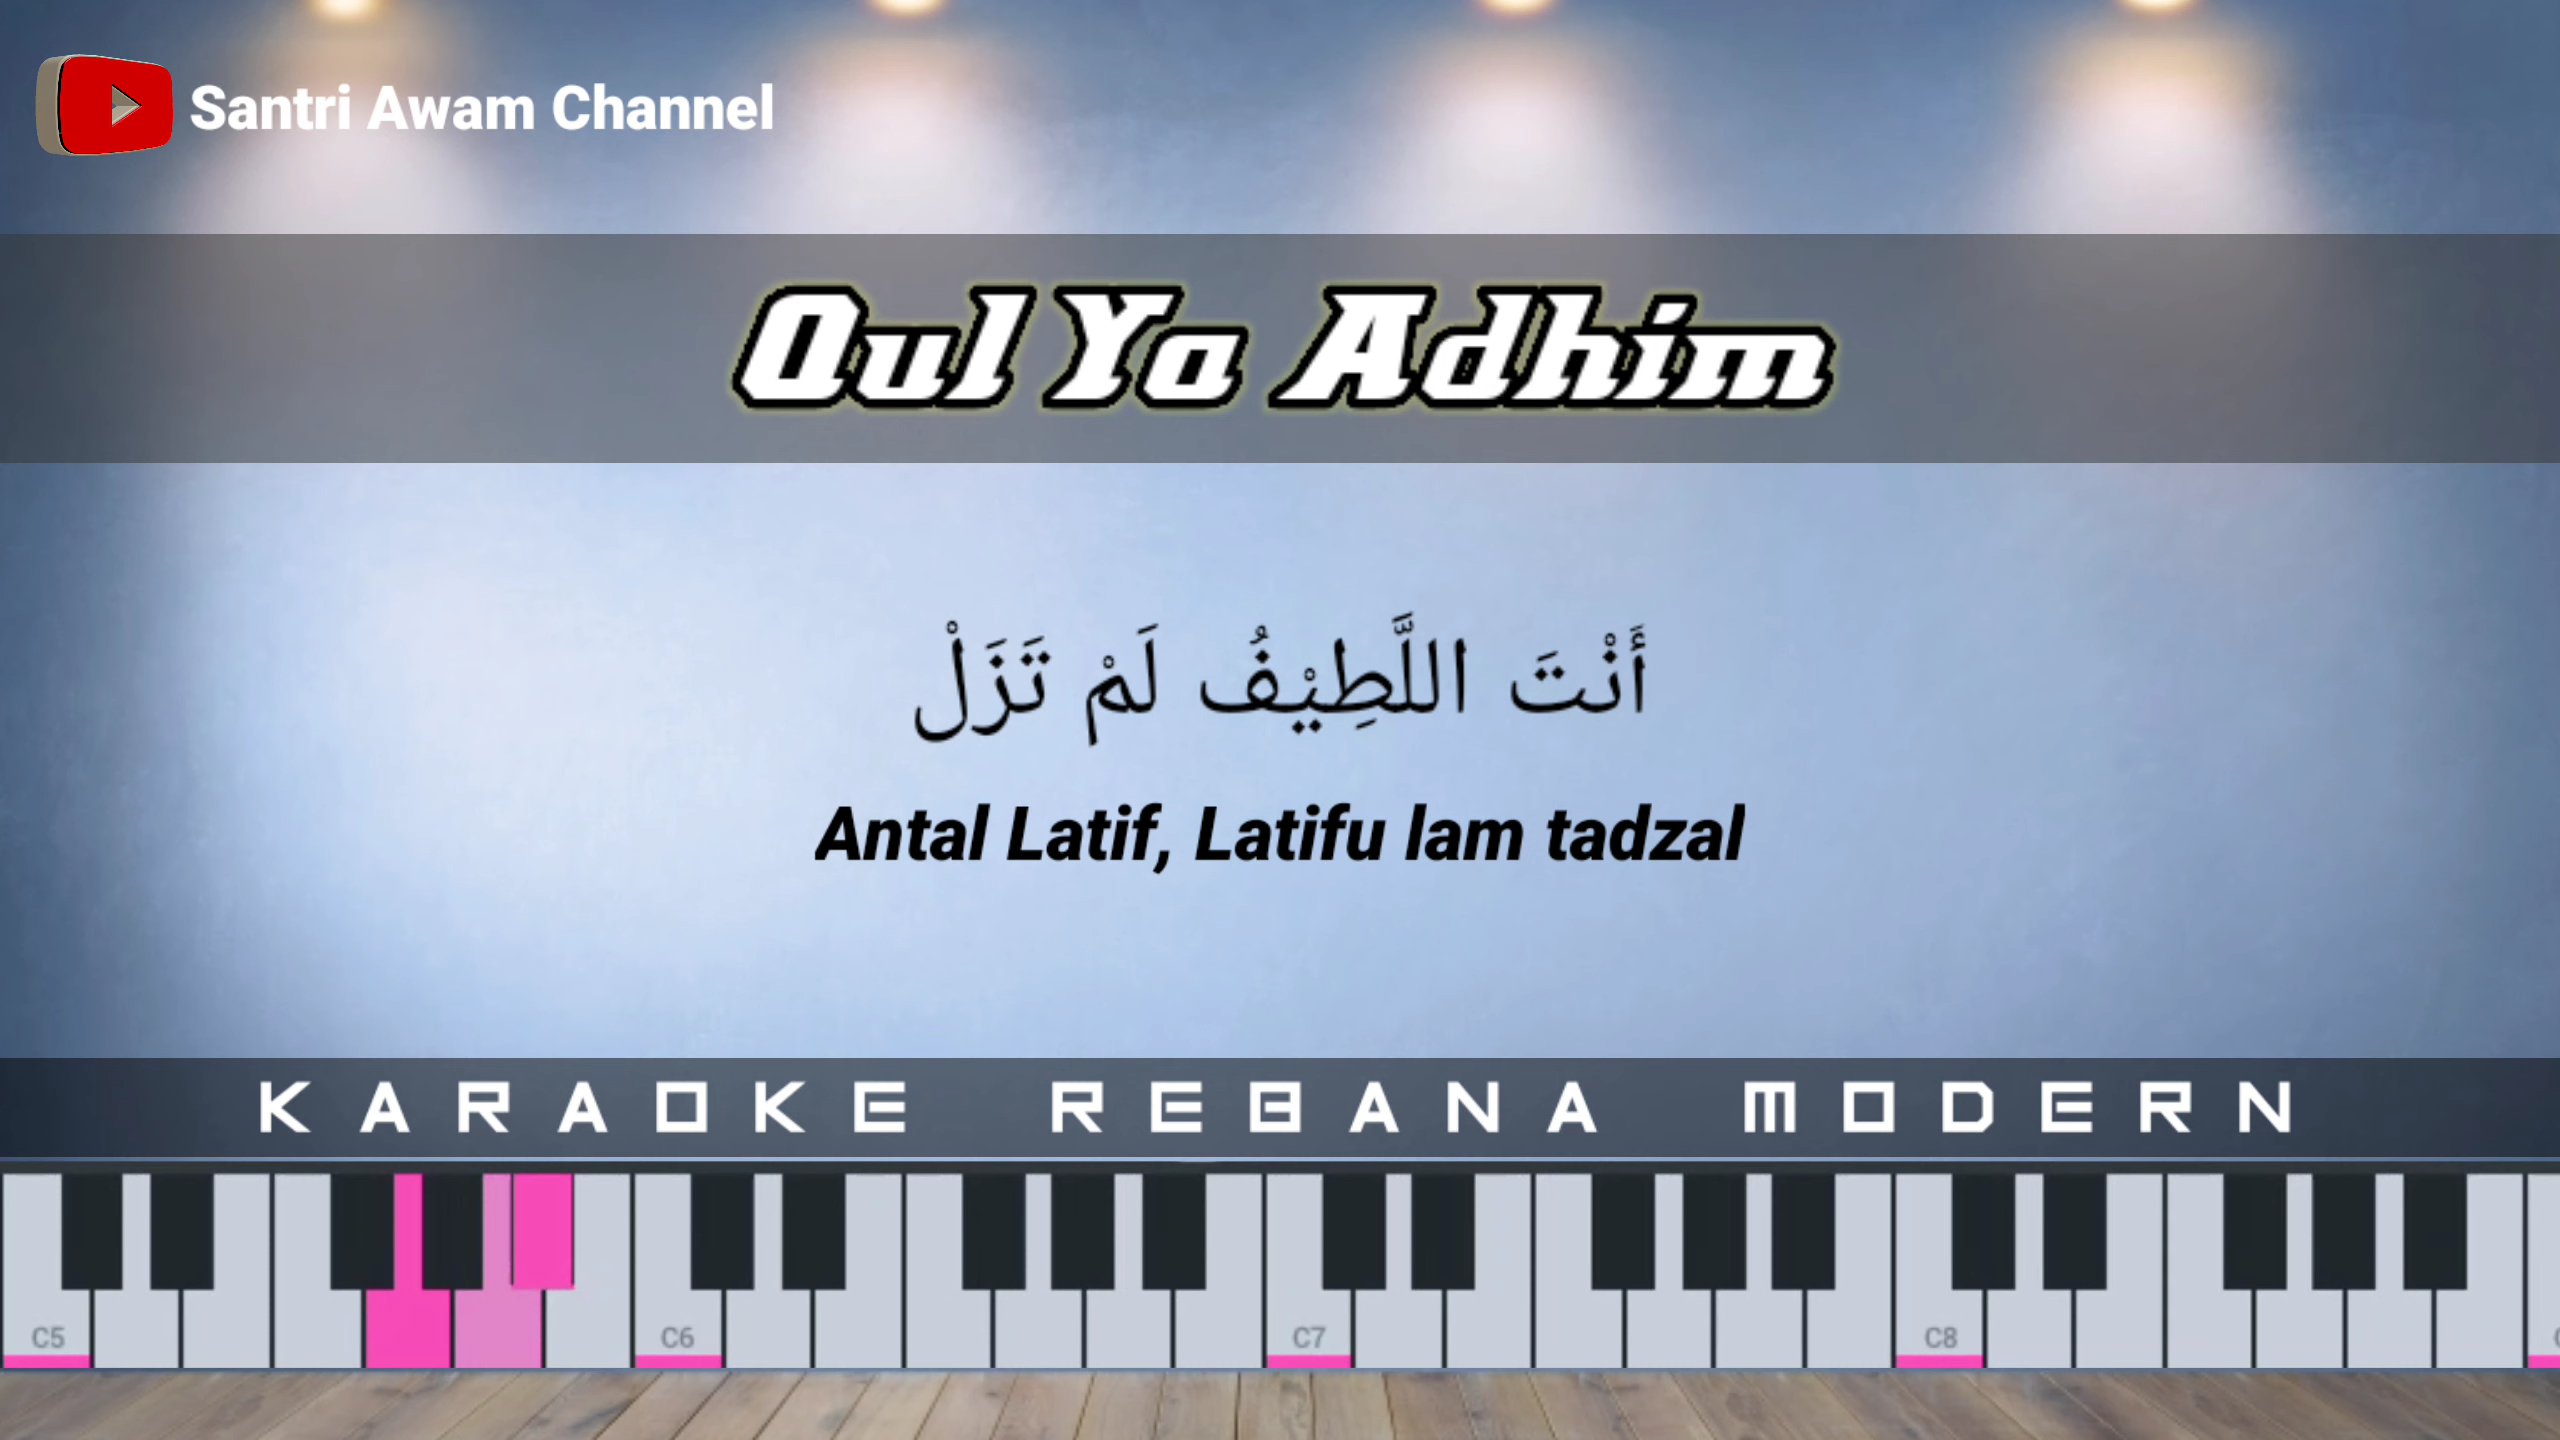 Santri Awam Channel
Qul Ya Adhim
أَنْتَ اللَّطِيْفُ لَمْ تَزَلْ
Antal Latif, Latifu lam tadzal
KARAOKE REBANA MODERN
C5 C6 C7 C8